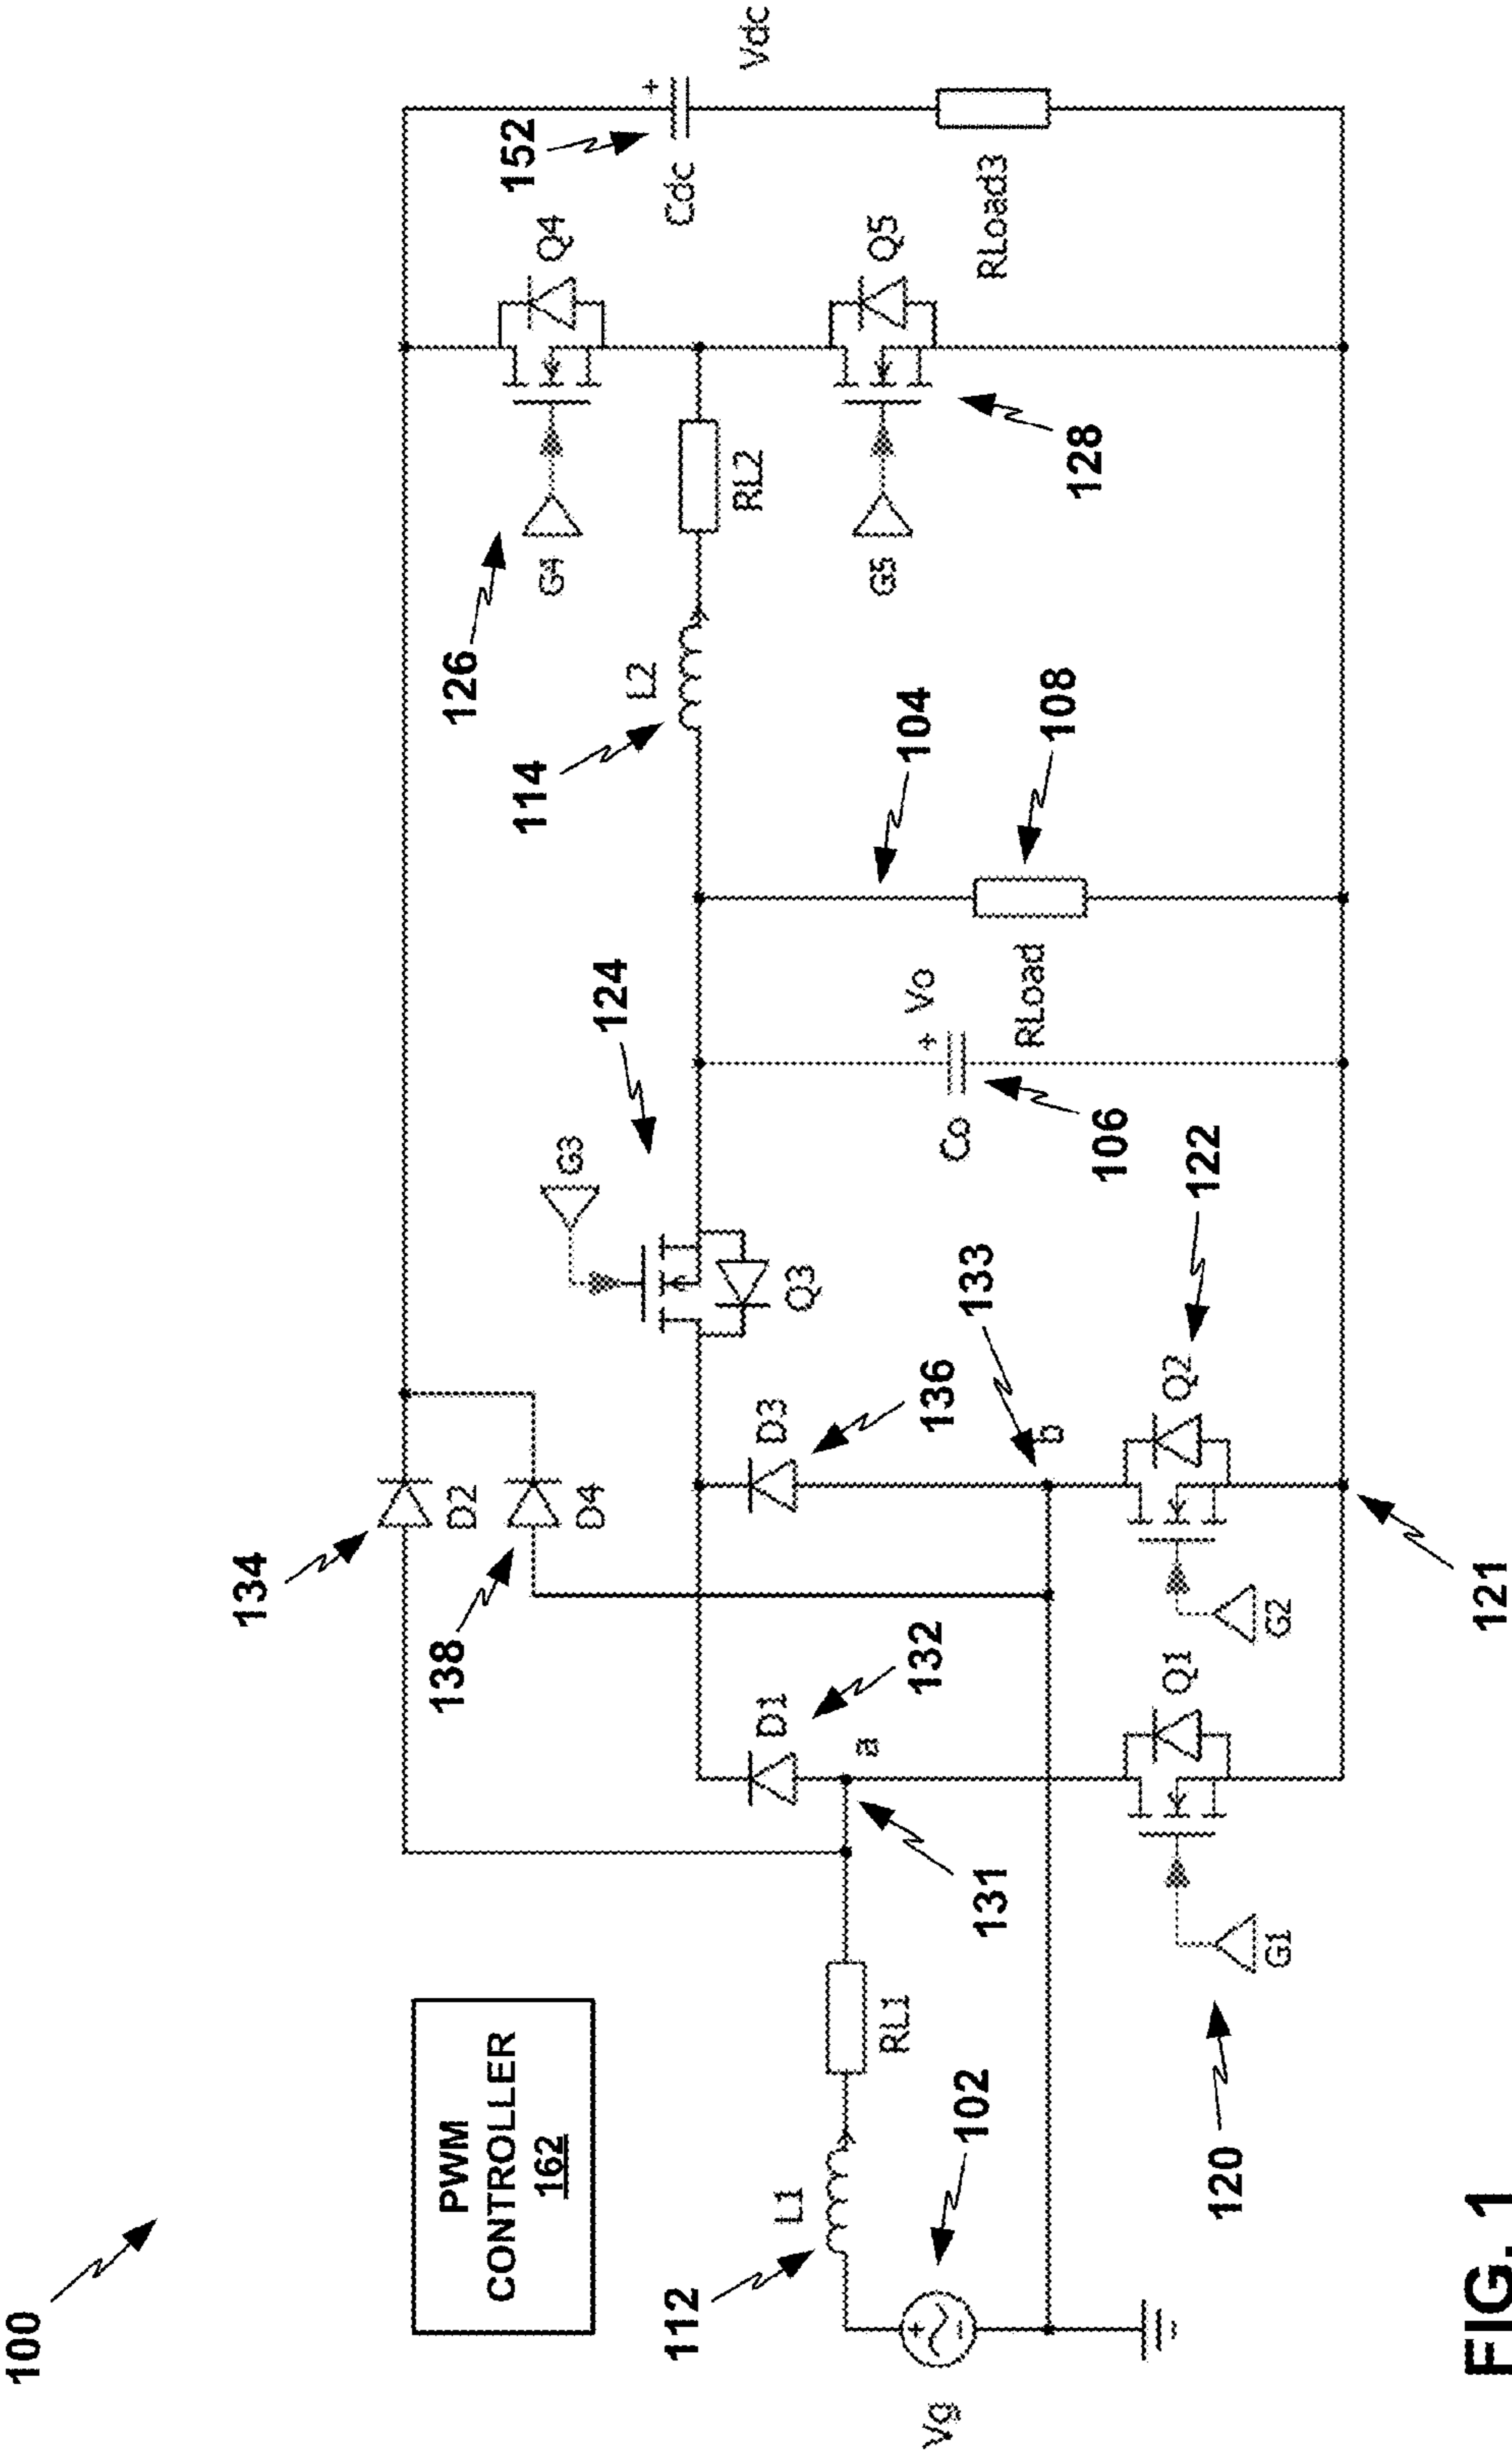 100
PWM
CONTROLLER
162
134
D2
138
D4
126
G4
Q4
152
+
Cdc
Vdc
124
G3
Q3
114
L2
RL2
112
L1
RL1
131
a
D1
132
D3
136
133
b
104
108
RLoad
Vo
+
Co
106
G5
Q5
128
RLoad3
Vg
+
-
102
120
G1
Q1
G2
Q2
122
121
FIG. 1